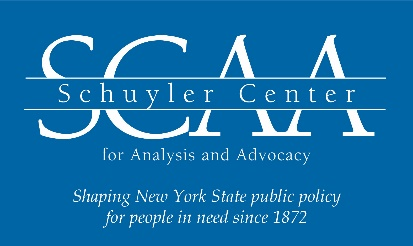 SCAA
Schuyler Center
for Analysis and Advocacy
Shaping New York State public policy
for people in need since 1872